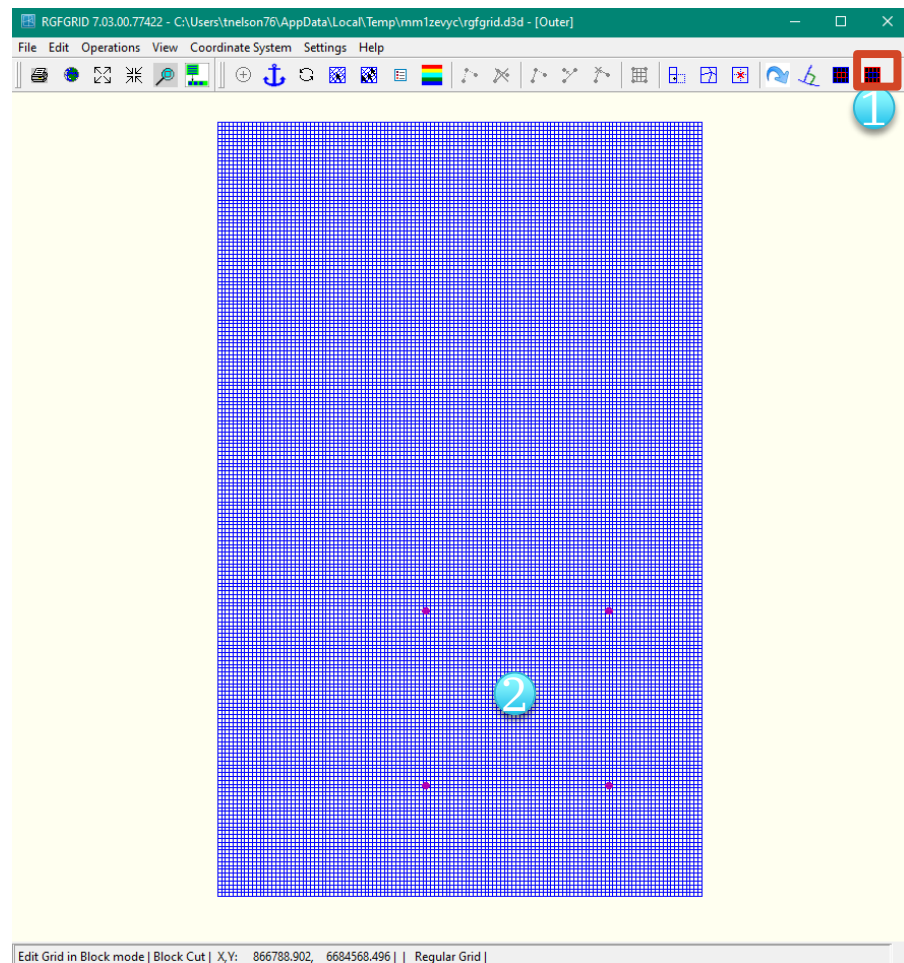 RGFGRID 7.03.00.77422 - C:\Users\tnelson76\AppData\Local\Temp\mm1zevyc\rgfgrid.d3d - [Outer]
File Edit Operations View Coordinate System Settings Help
1
2
Edit Grid in Block mode | Block Cut | X,Y: 866788.902, 6684568.496 | | Regular Grid |